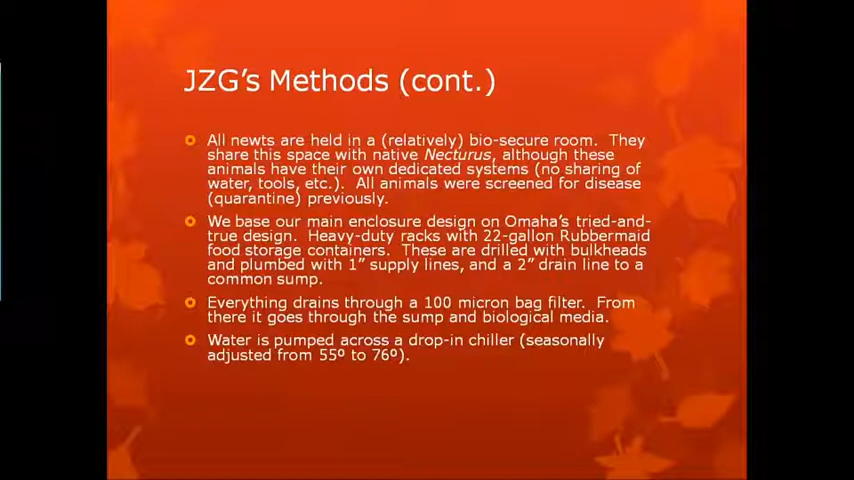 JZG's Methods (cont.)
All newts are held in a (relatively) bio-secure room. They
share this space with native Necturus, although these
animals have their own dedicated systems (no sharing of
water, tools, etc.). All animals were screened for disease
(quarantine) previously.
We base our main enclosure design on Omaha's tried-and-
true design. Heavy-duty racks with 22-gallon Rubbermaid
food storage containers. These are drilled with bulkheads
and plumbed with 1" supply lines, and a 2" drain line to a
common sump.
Everything drains through a 100 micron bag filter. From
there it goes through the sump and biological media.
Water is pumped across a drop-in chiller (seasonally
adjusted from 55º to 76º).